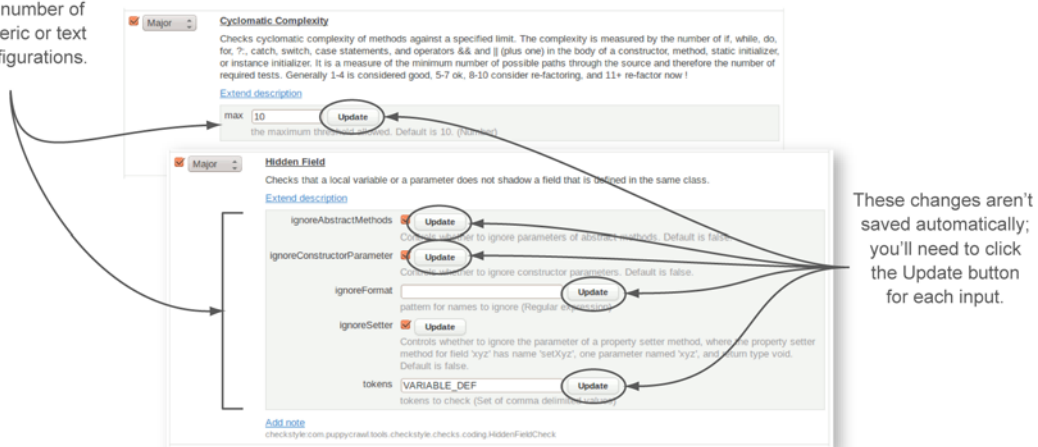 number of
eric or text
figurations.
Major
Cyclomatic Complexity
Checks cyclomatic complexity of methods against a specified limit. The complexity is measured by the number of if, while, do,
for, ?:, catch, switch, case statements, and operators && and || (plus one) in the body of a constructor, method, static initializer,
or instance initializer. It is a measure of the minimum number of possible paths through the source and therefore the number of
required tests. Generally 1-4 is considered good, 5-7 ok, 8-10 consider re-factoring, and 11+ re-factor now !
Extend description
max 10 Update
the maximum threshold allowed. Default is 10. (Number)
Major
Hidden Field
Checks that a local variable or a parameter does not shadow a field that is defined in the same class.
Extend description
ignoreAbstractMethods Update
Controls whether to ignore parameters of abstract methods. Default is false.
ignoreConstructorParameter Update
Controls whether to ignore constructor parameters. Default is false.
ignoreFormat Update
pattern for names to ignore (Regular expression)
ignoreSetter Update
Controls whether to ignore the parameter of a property setter method, where the property setter
method for field 'xyz' has name 'setXyz', one parameter named 'xyz', and return type void.
Default is false.
tokens VARIABLE_DEF Update
tokens to check (Set of comma delimited values)
Add note
checkstyle:com.puppycrawl.tools.checkstyle.checks.coding.HiddenFieldCheck
These changes aren't
saved automatically;
you'll need to click
the Update button
for each input.